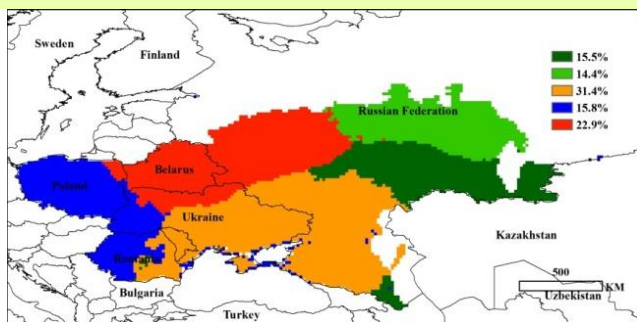 Sweden
Finland
15.5%
14.4%
31.4%
15.8%
22.9%
Russian Federation
Belarus
Poland
Ukraine
Kazakhstan
Romania
500
KM
Bulgaria
Uzbekistan
Turkey